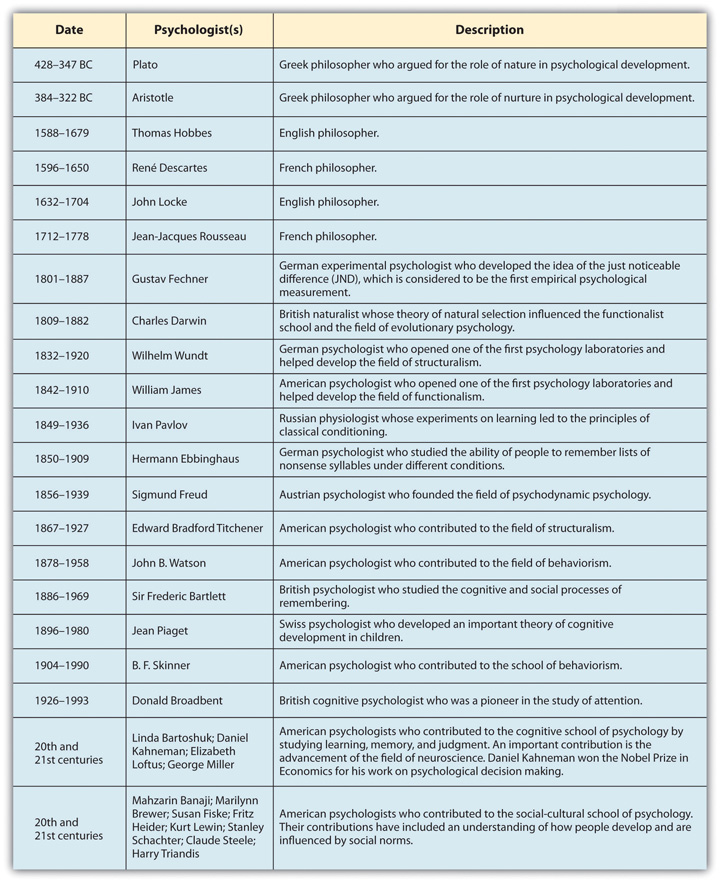 Date Psychologist(s) Description
428–347 BC Plato Greek philosopher who argued for the role of nature in psychological development.
384–322 BC Aristotle Greek philosopher who argued for the role of nurture in psychological development.
1588–1679 Thomas Hobbes English philosopher.
1596–1650 René Descartes French philosopher.
1632–1704 John Locke English philosopher.
1712–1778 Jean-Jacques Rousseau French philosopher.
1801–1887 Gustav Fechner German experimental psychologist who developed the idea of the just noticeable
difference (JND), which is considered to be the first empirical psychological
measurement.
1809–1882 Charles Darwin British naturalist whose theory of natural selection influenced the functionalist
school and the field of evolutionary psychology.
1832–1920 Wilhelm Wundt German psychologist who opened one of the first psychology laboratories and
helped develop the field of structuralism.
1842–1910 William James American psychologist who opened one of the first psychology laboratories and
helped develop the field of functionalism.
1849–1936 Ivan Pavlov Russian physiologist whose experiments on learning led to the principles of
classical conditioning.
1850–1909 Hermann Ebbinghaus German psychologist who studied the ability of people to remember lists of
nonsense syllables under different conditions.
1856–1939 Sigmund Freud Austrian psychologist who founded the field of psychodynamic psychology.
1867–1927 Edward Bradford Titchener American psychologist who contributed to the field of structuralism.
1878–1958 John B. Watson American psychologist who contributed to the field of behaviorism.
1886–1969 Sir Frederic Bartlett British psychologist who studied the cognitive and social processes of
remembering.
1896–1980 Jean Piaget Swiss psychologist who developed an important theory of cognitive
development in children.
1904–1990 B. F. Skinner American psychologist who contributed to the school of behaviorism.
1926–1993 Donald Broadbent British cognitive psychologist who was a pioneer in the study of attention.
20th and
21st centuries
Linda Bartoshuk; Daniel
Kahneman; Elizabeth
Loftus; George Miller
American psychologists who contributed to the cognitive school of psychology by
studying learning, memory, and judgment. An important contribution is the
advancement of the field of neuroscience. Daniel Kahneman won the Nobel Prize in
Economics for his work on psychological decision making.
20th and
21st centuries
Mahzarin Banaji; Marilynn
Brewer; Susan Fiske; Fritz
Heider; Kurt Lewin; Stanley
Schachter; Claude Steele;
Harry Triandis
American psychologists who contributed to the social-cultural school of psychology.
Their contributions have included an understanding of how people develop and are
influenced by social norms.